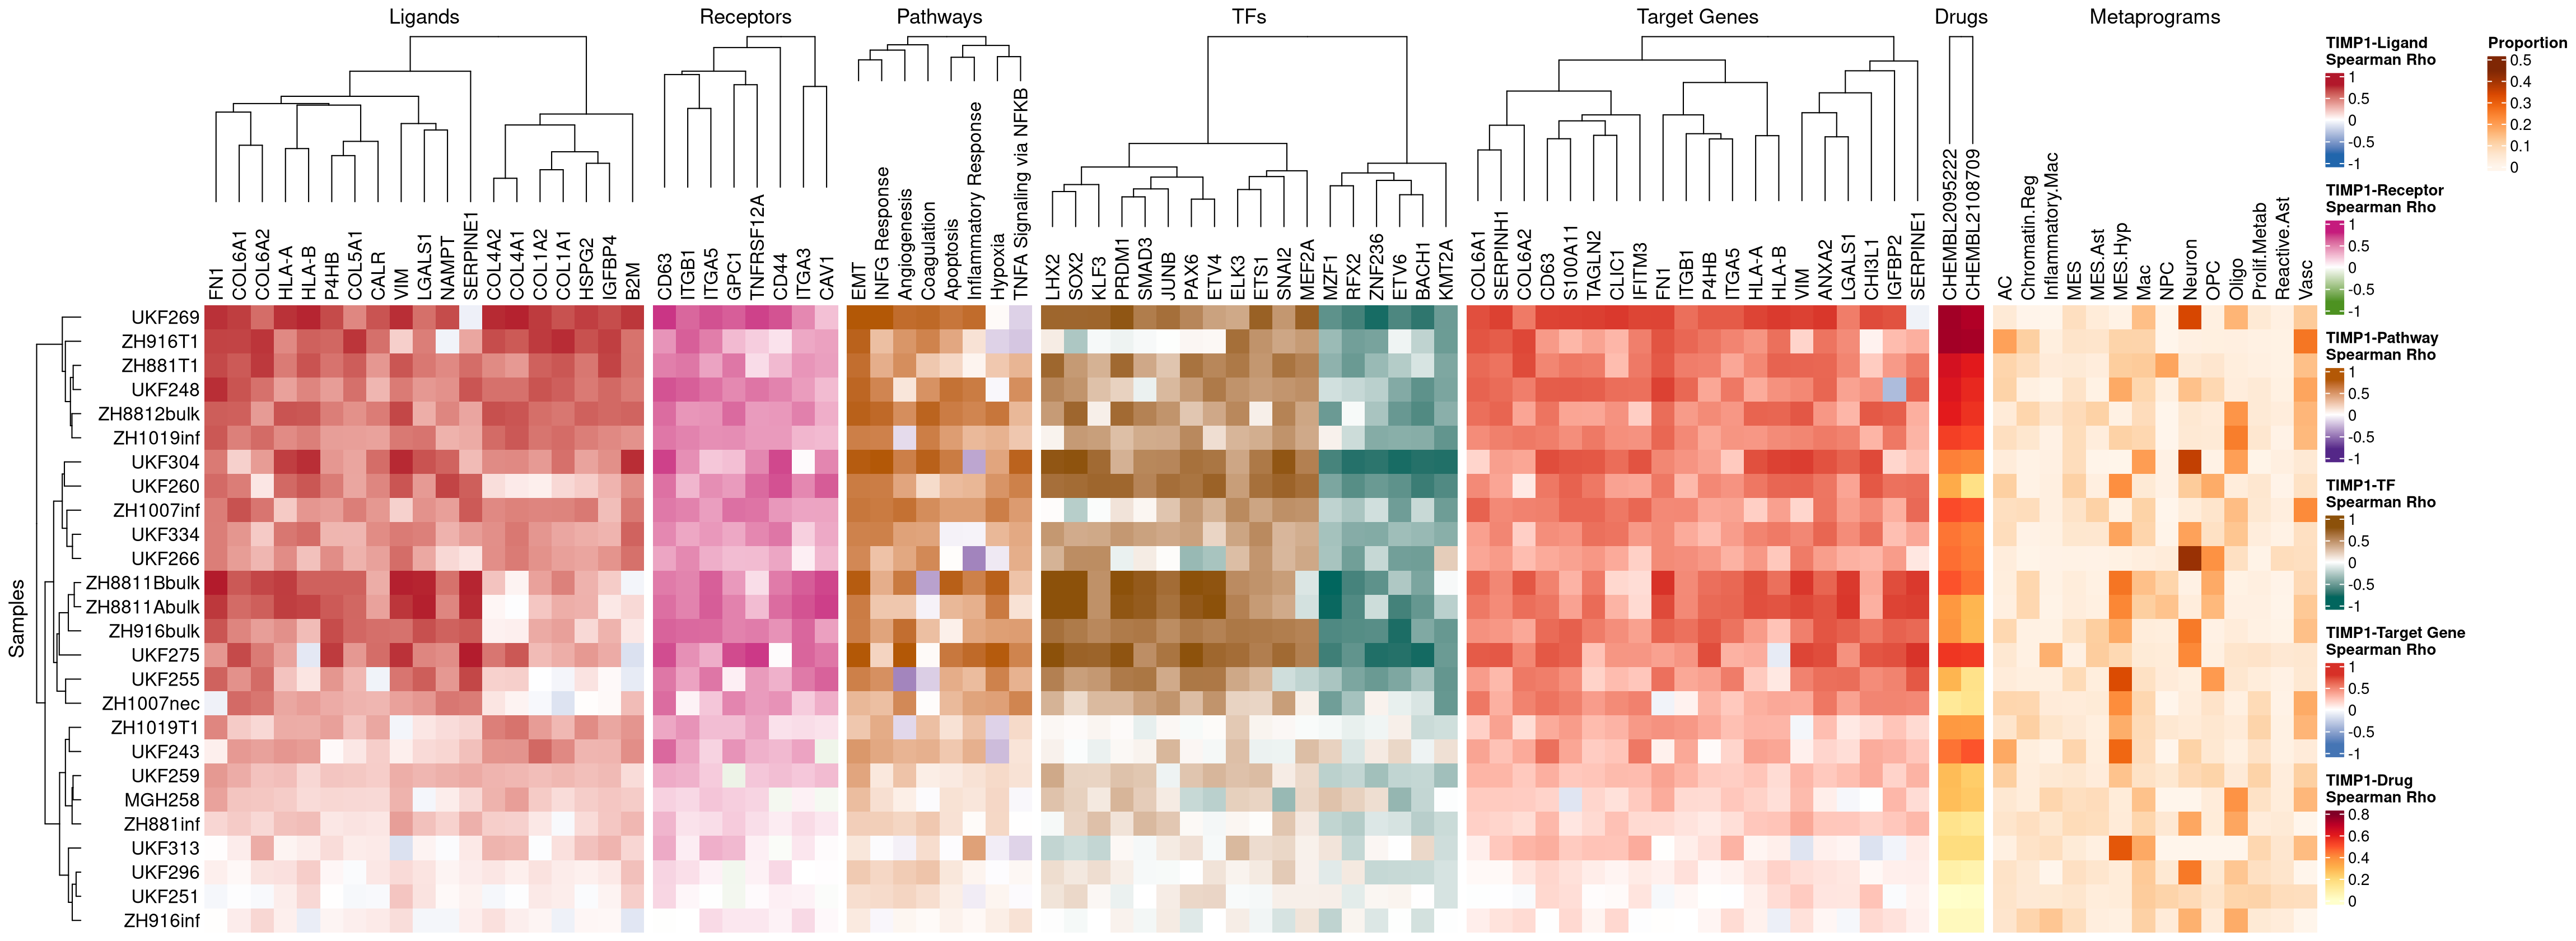 Ligands
Receptors
Pathways
TFs
Target Genes
Drugs
Metaprograms
FN1
COL6A1
COL6A2
HLA-A
HLA-B
P4HB
COL5A1
CALR
VIM
LGALS1
NAMPT
SERPINE1
COL4A2
COL4A1
COL1A2
COL1A1
HSPG2
IGFBP4
B2M
CD63
ITGB1
ITGA5
GPC1
TNFRSF12A
CD44
ITGA3
CAV1
EMT
INFG Response
Angiogenesis
Coagulation
Apoptosis
Inflammatory Response
Hypoxia
TNFA Signaling via NFKB
LHX2
SOX2
KLF3
PRDM1
SMAD3
JUNB
PAX6
ETV4
ELK3
ETS1
SNAI2
MEF2A
MZF1
RFX2
ZNF236
ETV6
BACH1
KMT2A
COL6A1
SERPINH1
COL6A2
CD63
S100A11
TAGLN2
CLIC1
IFITM3
FN1
ITGB1
P4HB
ITGA5
HLA-A
HLA-B
VIM
ANXA2
LGALS1
CHI3L1
IGFBP2
SERPINE1
CHEMBL2095222
CHEMBL2108709
AC
Chromatin.Reg
Inflammatory.Mac
MES
MES.Ast
MES.Hyp
Mac
NPC
Neuron
OPC
Oligo
Prolif.Metab
Reactive.Ast
Vasc
Samples
UKF269
ZH916T1
ZH881T1
UKF248
ZH8812bulk
ZH1019inf
UKF304
UKF260
ZH1007inf
UKF334
UKF266
ZH8811Bbulk
ZH8811Abulk
ZH916bulk
UKF275
UKF255
ZH1007nec
ZH1019T1
UKF243
UKF259
MGH258
ZH881inf
UKF313
UKF296
UKF251
ZH916inf
TIMP1-Ligand
Spearman Rho
1
0.5
0
-0.5
-1
TIMP1-Receptor
Spearman Rho
1
0.5
0
-0.5
-1
TIMP1-Pathway
Spearman Rho
1
0.5
0
-0.5
-1
TIMP1-TF
Spearman Rho
1
0.5
0
-0.5
-1
TIMP1-Target Gene
Spearman Rho
1
0.5
0
-0.5
-1
TIMP1-Drug
Spearman Rho
0.8
0.6
0.4
0.2
0
Proportion
0.5
0.4
0.3
0.2
0.1
0